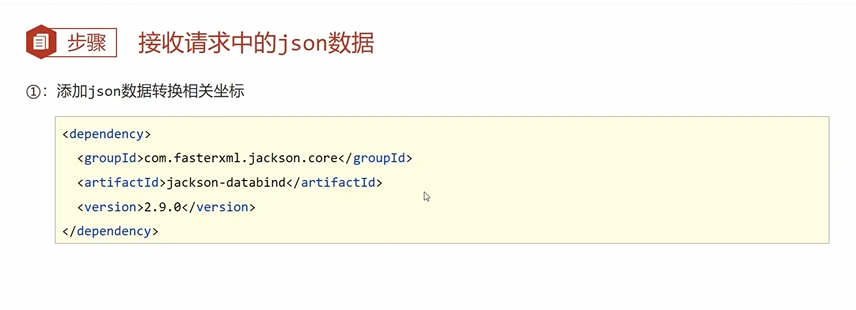 步骤 接收请求中的json数据
①：添加json数据转换相关坐标
<dependency>
<groupId>com.fasterxml.jackson.core</groupId>
<artifactId>jackson-databind</artifactId>
<version>2.9.0</version>
</dependency>